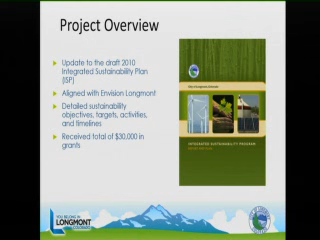 Project Overview
Update to the draft 2010
Integrated Sustainability Plan
(ISP)
Aligned with Envision Longmont
Detailed sustainability
objectives, targets, activities,
and timelines
Received total of $30,000 in
grants
INTEGRATED SUSTAINABILITY PROGRAM
YOU BELONG IN
LONGMONT
COLORADO